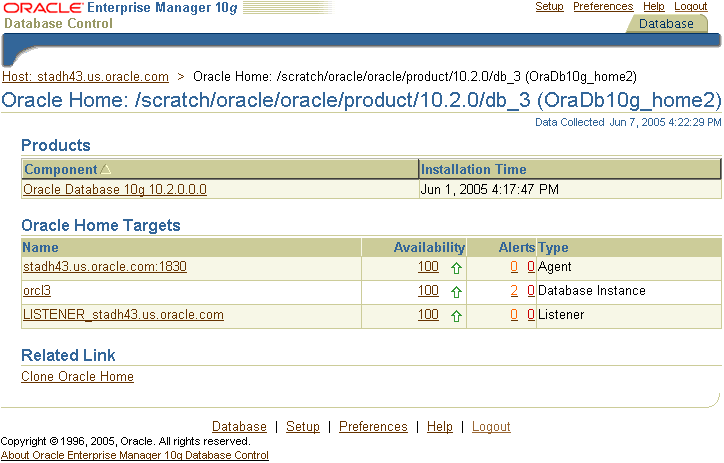 ORACLE Enterprise Manager 10g
Setup Preferences Help Logout
Database Control
Database
Host: stadh43.us.oracle.com > Oracle Home: /scratch/oracle/oracle/product/10.2.0/db_3 (OraDb10g_home2)
Oracle Home: /scratch/oracle/oracle/product/10.2.0/db_3 (OraDb10g_home2)
Data Collected Jun 7, 2005 4:22:29 PM
Products
Component Installation Time
Oracle Database 10g 10.2.0.0.0 Jun 1, 2005 4:17:47 PM
Oracle Home Targets
Name Availability Alerts Type
stadh43.us.oracle.com:1830 100 0 0 Agent
orcl3 100 2 0 Database Instance
LISTENER_stadh43.us.oracle.com 100 0 0 Listener
Related Link
Clone Oracle Home
Database | Setup | Preferences | Help | Logout
Copyright © 1996, 2005, Oracle. All rights reserved.
About Oracle Enterprise Manager 10g Database Control